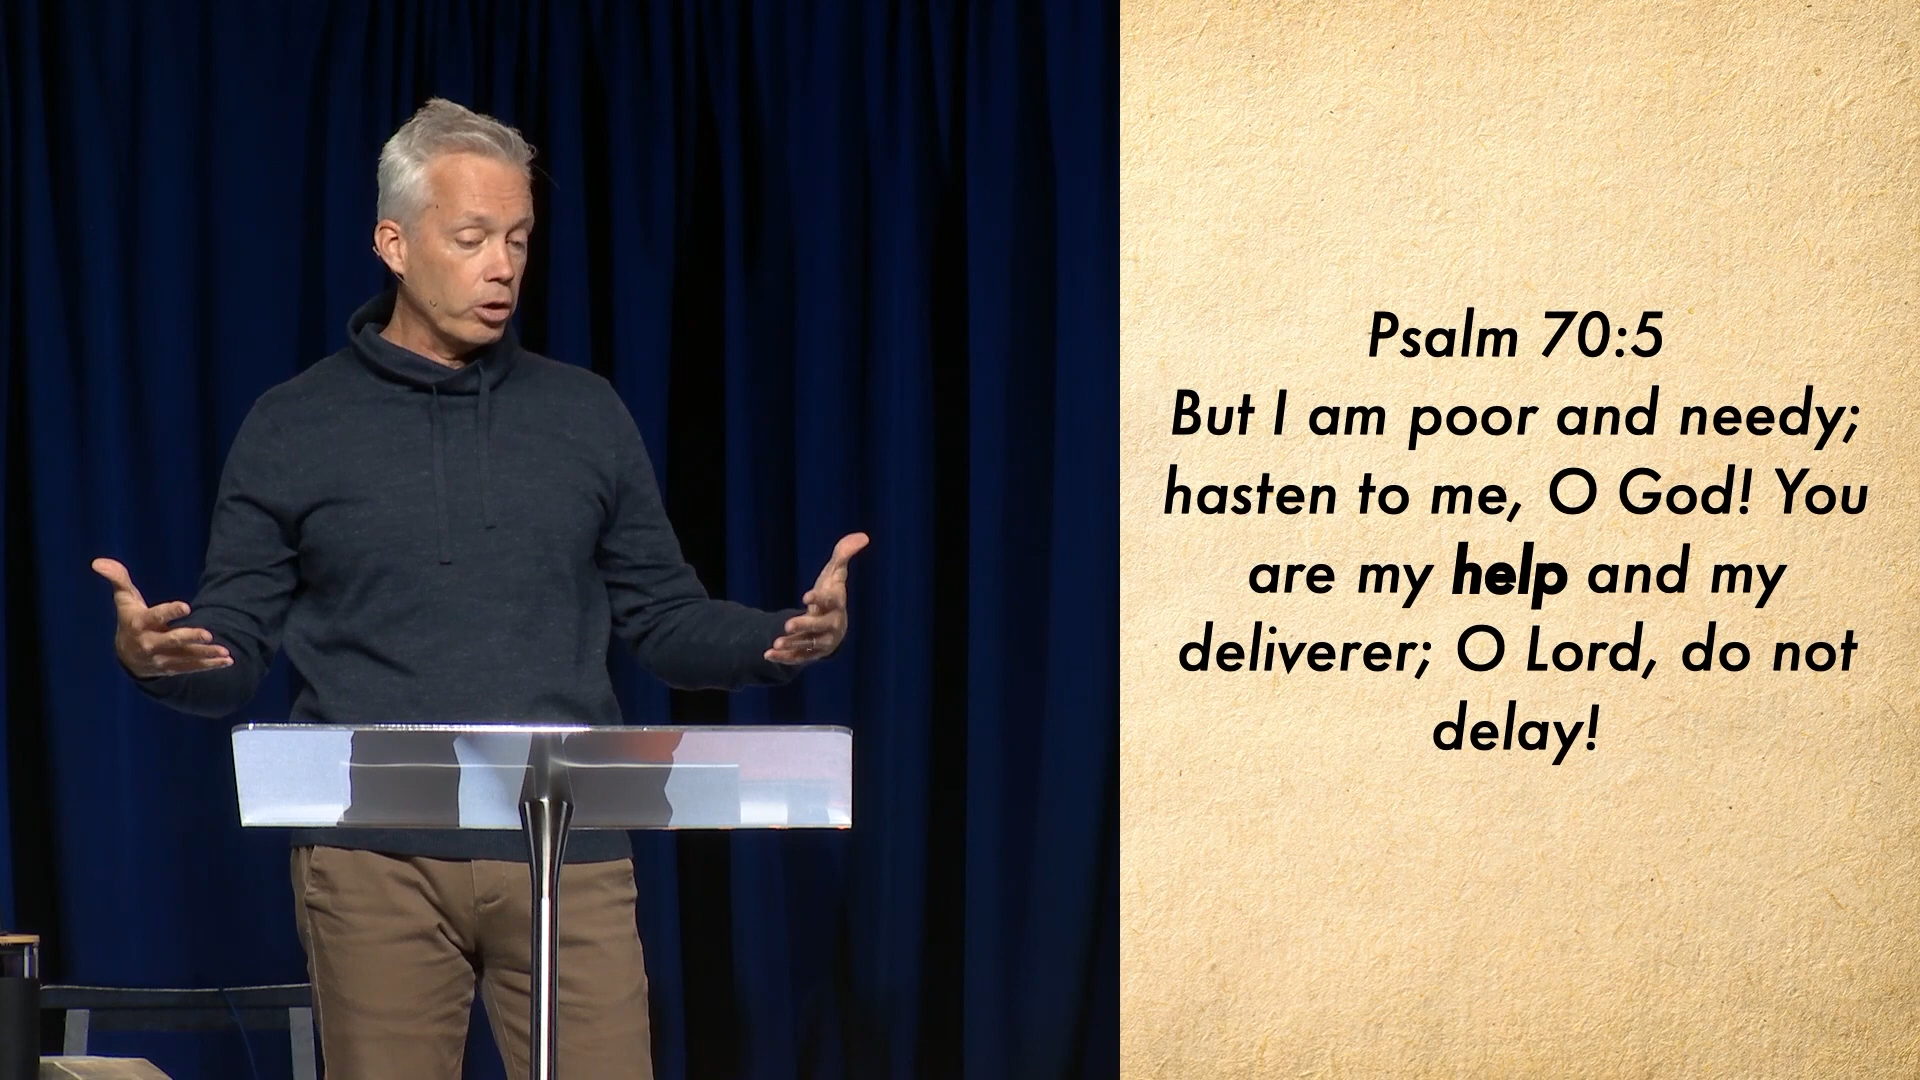 Psalm 70:5
But I am poor and needy;
hasten to me, O God! You
are my help and my
deliverer; O Lord, do not
delay!